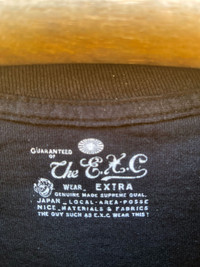 GUARANTEED
OF
The E.X.C
WEAR EXTRA
GENUINE MADE SUPREME QUAL.
JAPAN LOCAL-AREA-POSSE
NICE MATERIALS & FABRICS
THE GUY SUCH AS E.X.C WEAR THIS!